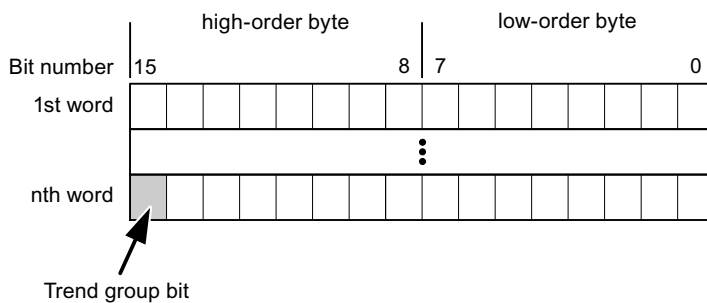 high-order byte low-order byte
Bit number 15 8 7 0
1st word
nth word
Trend group bit